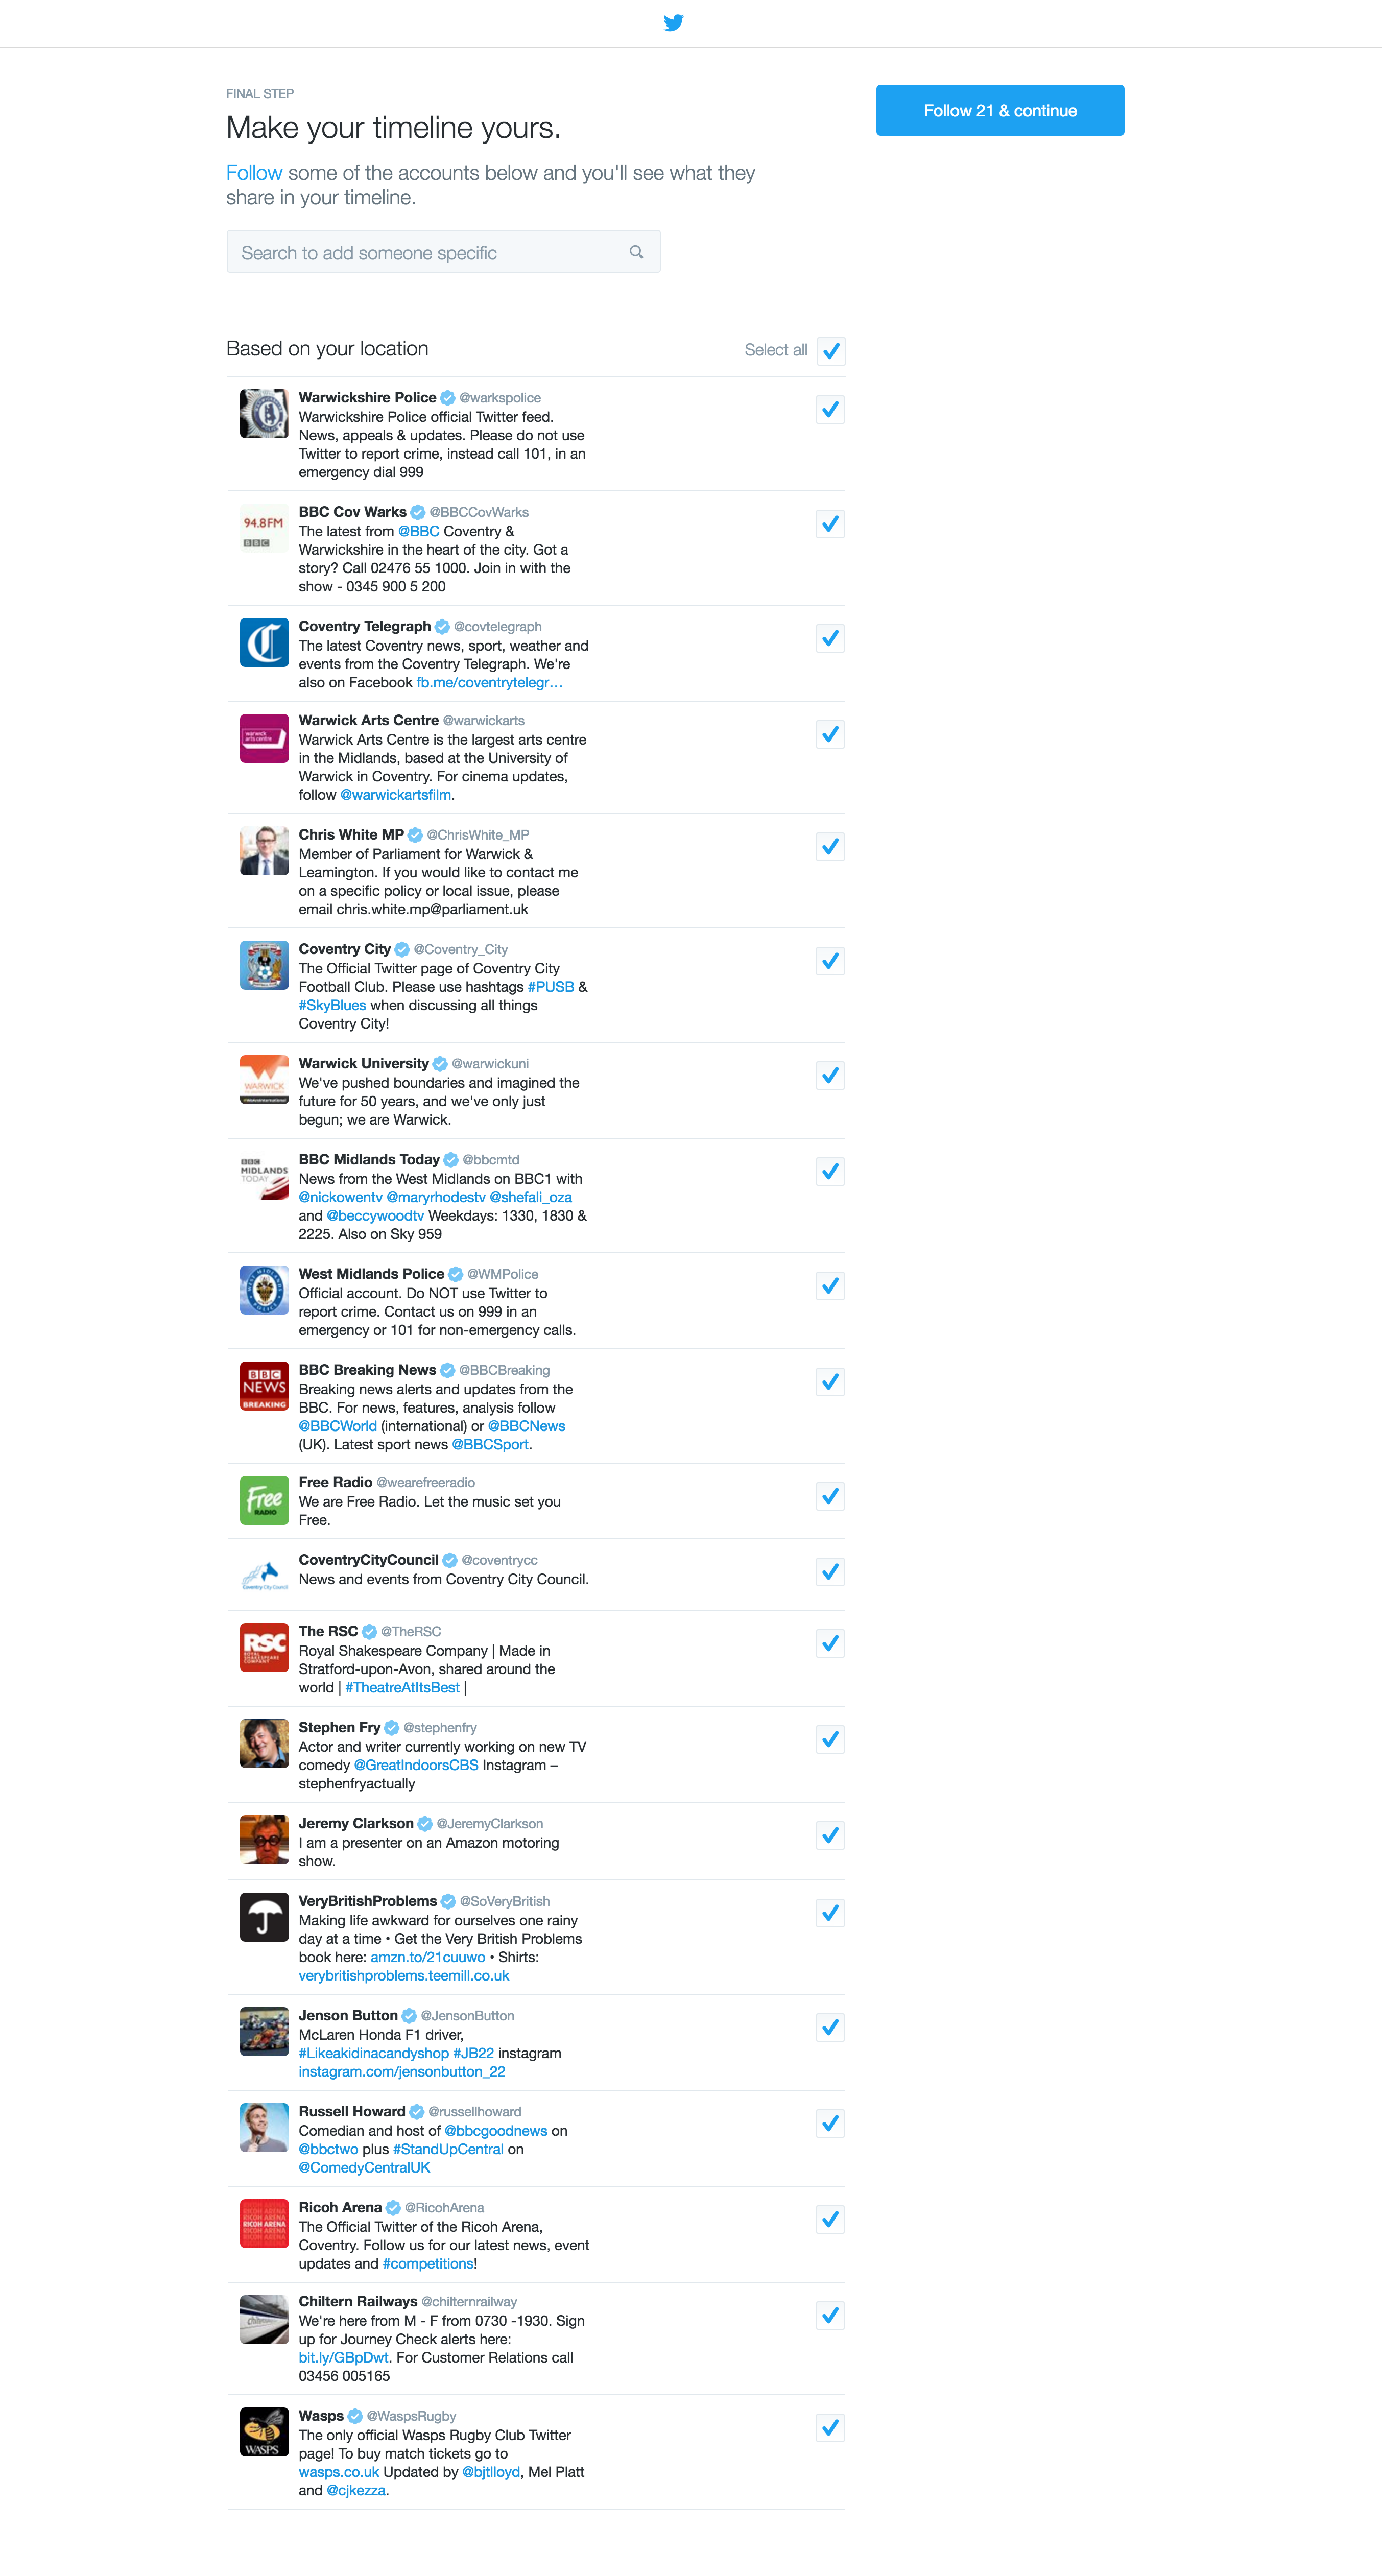 FINAL STEP
Make your timeline yours.
Follow 21 & continue
Follow some of the accounts below and you'll see what they
share in your timeline.
Search to add someone specific
Based on your location
Select all
Warwickshire Police @warkspolice
Warwickshire Police official Twitter feed.
News, appeals & updates. Please do not use
Twitter to report crime, instead call 101, in an
emergency dial 999
94.8FM
BBC
BBC Cov Warks @BBCCovWarks
The latest from @BBC Coventry &
Warwickshire in the heart of the city. Got a
story? Call 02476 55 1000. Join in with the
show - 0345 900 5 200
C
Coventry Telegraph @covtelegraph
The latest Coventry news, sport, weather and
events from the Coventry Telegraph. We're
also on Facebook fb.me/coventrytelegr…
warwick
arts centre
Warwick Arts Centre @warwickarts
Warwick Arts Centre is the largest arts centre
in the Midlands, based at the University of
Warwick in Coventry. For cinema updates,
follow @warwickartsfilm.
Chris White MP @ChrisWhite_MP
Member of Parliament for Warwick &
Leamington. If you would like to contact me
on a specific policy or local issue, please
email chris.white.mp@parliament.uk
Coventry City @Coventry_City
The Official Twitter page of Coventry City
Football Club. Please use hashtags #PUSB &
#SkyBlues when discussing all things
Coventry City!
WARWICK
Warwick University @warwickuni
We've pushed boundaries and imagined the
future for 50 years, and we've only just
begun; we are Warwick.
BBC
MIDLANDS
TODAY
BBC Midlands Today @bbcmtd
News from the West Midlands on BBC1 with
@nickowentv @maryrhodestv @shefali_oza
and @beccywoodtv Weekdays: 1330, 1830 &
2225. Also on Sky 959
West Midlands Police @WMPolice
Official account. Do NOT use Twitter to
report crime. Contact us on 999 in an
emergency or 101 for non-emergency calls.
BBC
NEWS
BREAKING
BBC Breaking News @BBCBreaking
Breaking news alerts and updates from the
BBC. For news, features, analysis follow
@BBCWorld (international) or @BBCNews
(UK). Latest sport news @BBCSport.
Free
RADIO
Free Radio @wearefreeradio
We are Free Radio. Let the music set you
Free.
Coventry City Council
CoventryCityCouncil @coventrycc
News and events from Coventry City Council.
RSC
ROYAL
SHAKESPEARE
COMPANY
The RSC @TheRSC
Royal Shakespeare Company | Made in
Stratford-upon-Avon, shared around the
world | #TheatreAtItsBest |
Stephen Fry @stephenfry
Actor and writer currently working on new TV
comedy @GreatIndoorsCBS Instagram –
stephenfryactually
Jeremy Clarkson @JeremyClarkson
I am a presenter on an Amazon motoring
show.
VeryBritishProblems @SoVeryBritish
Making life awkward for ourselves one rainy
day at a time • Get the Very British Problems
book here: amzn.to/21cuuwo • Shirts:
verybritishproblems.teemill.co.uk
Jenson Button @JensonButton
McLaren Honda F1 driver,
#Likeakidinacandyshop #JB22 instagram
instagram.com/jensonbutton_22
Russell Howard @russellhoward
Comedian and host of @bbcgoodnews on
@bbctwo plus #StandUpCentral on
@ComedyCentralUK
RICOH ARENA
Ricoh Arena @RicohArena
The Official Twitter of the Ricoh Arena,
Coventry. Follow us for our latest news, event
updates and #competitions!
Chiltern Railways @chilternrailway
We're here from M - F from 0730 -1930. Sign
up for Journey Check alerts here:
bit.ly/GBpDwt. For Customer Relations call
03456 005165
WASPS
Wasps @WaspsRugby
The only official Wasps Rugby Club Twitter
page! To buy match tickets go to
wasps.co.uk Updated by @bjtlloyd, Mel Platt
and @cjkezza.